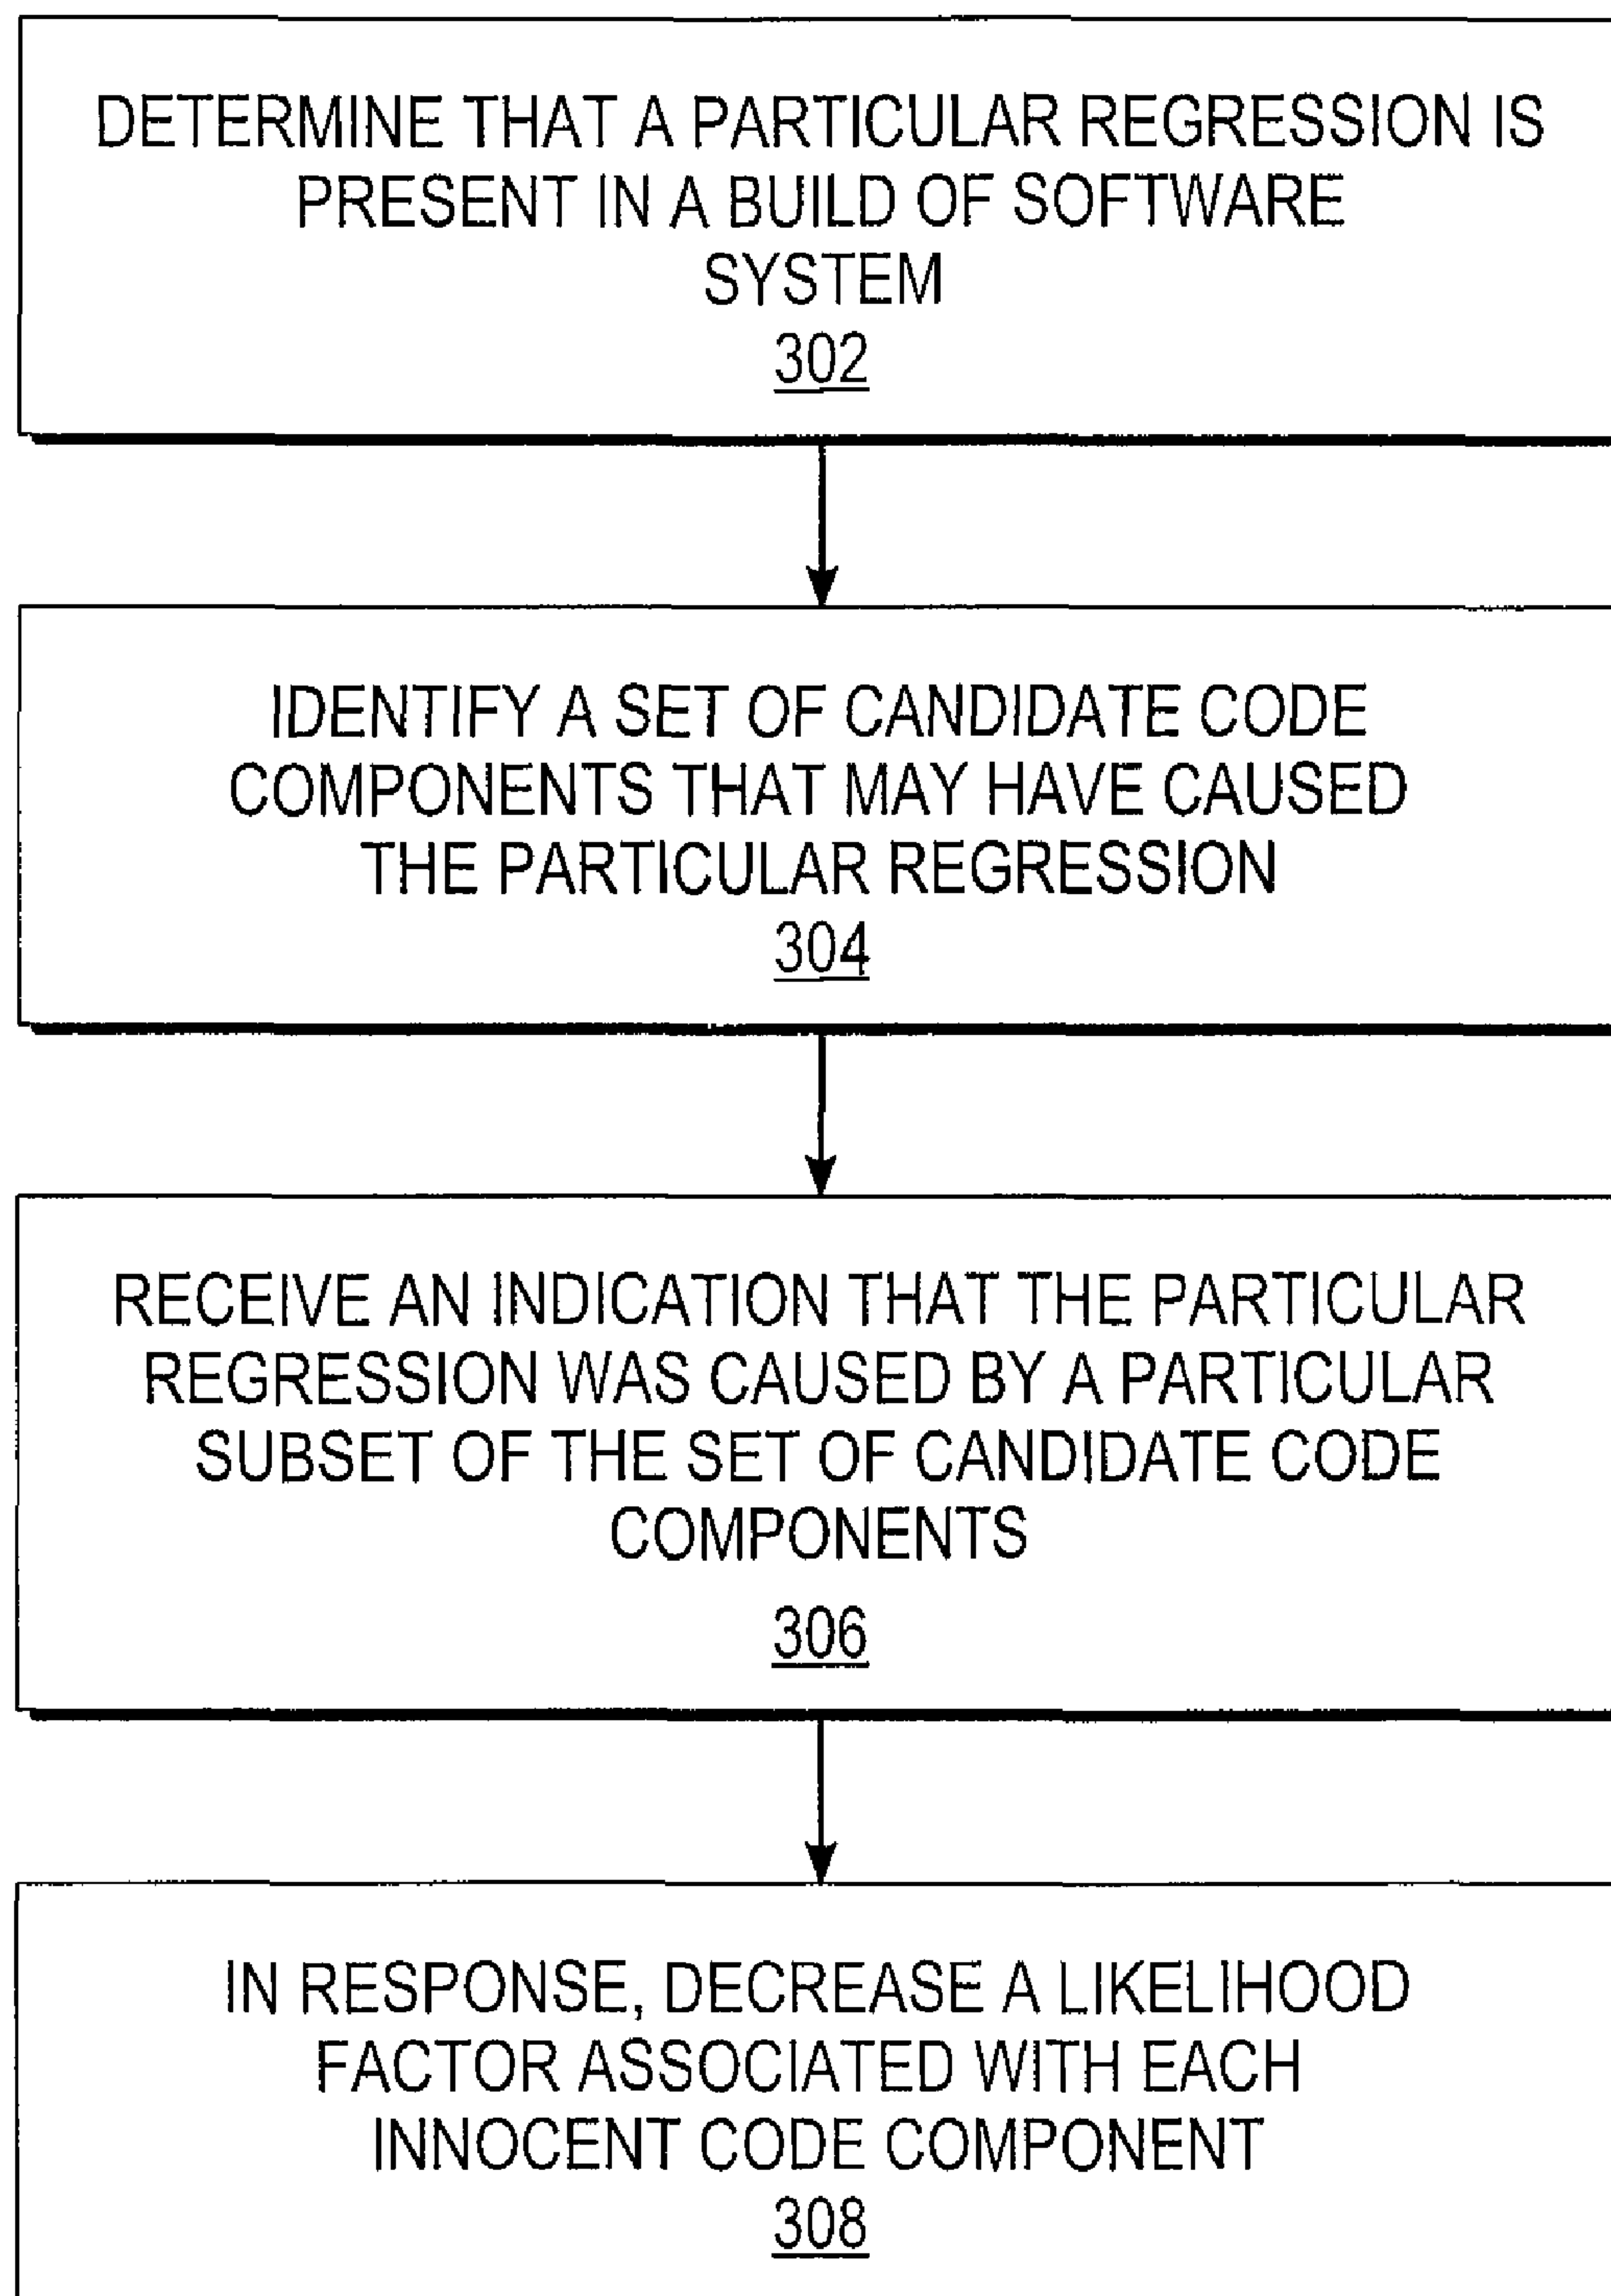 DETERMINE THAT A PARTICULAR REGRESSION IS
PRESENT IN A BUILD OF SOFTWARE
SYSTEM
302
IDENTIFY A SET OF CANDIDATE CODE
COMPONENTS THAT MAY HAVE CAUSED
THE PARTICULAR REGRESSION
304
RECEIVE AN INDICATION THAT THE PARTICULAR
REGRESSION WAS CAUSED BY A PARTICULAR
SUBSET OF THE SET OF CANDIDATE CODE
COMPONENTS
306
IN RESPONSE, DECREASE A LIKELIHOOD
FACTOR ASSOCIATED WITH EACH
INNOCENT CODE COMPONENT
308